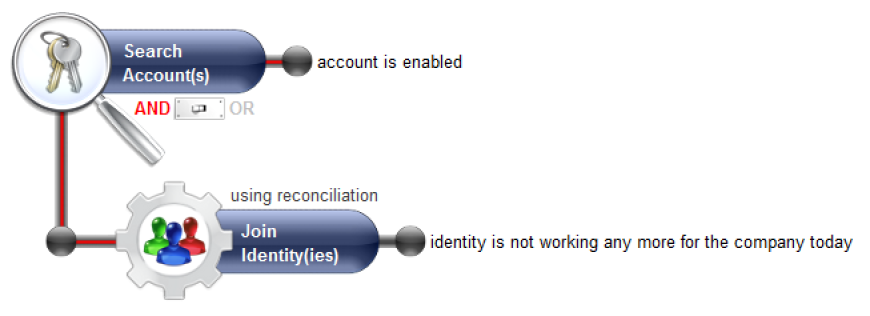 Search
Account(s)
account is enabled
AND OR
using reconciliation
Join
Identity(ies)
identity is not working any more for the company today